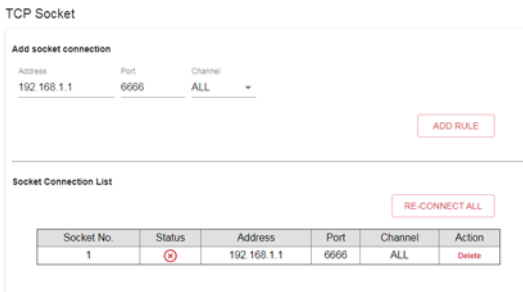 TCP Socket
Add socket connection
Address Port Channel
192.168.1.1 6666 ALL
ADD RULE
Socket Connection List
RE-CONNECT ALL
Socket No. Status Address Port Channel Action
1 192.168.1.1 6666 ALL Delete